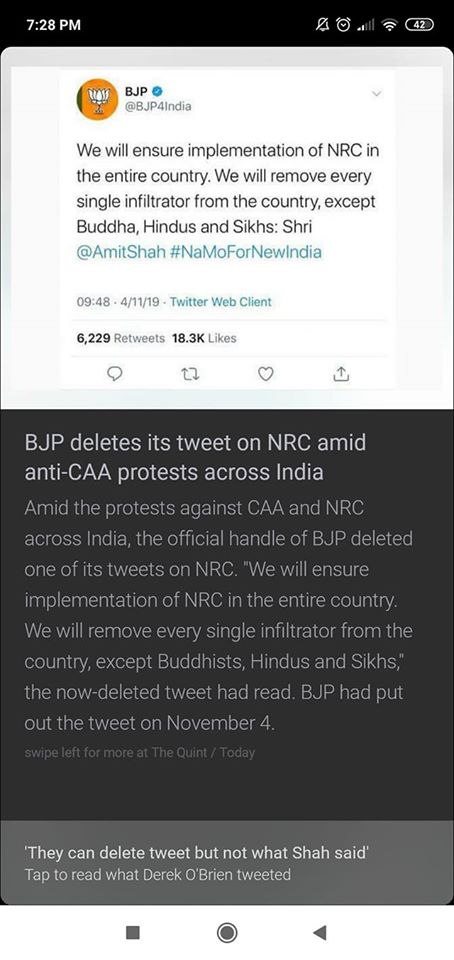 7:28 PM
42
BJP
@BJP4India
We will ensure implementation of NRC in
the entire country. We will remove every
single infiltrator from the country, except
Buddha, Hindus and Sikhs: Shri
@AmitShah #NaMoForNewIndia
09:48 · 4/11/19 · Twitter Web Client
6,229 Retweets 18.3K Likes
BJP deletes its tweet on NRC amid
anti-CAA protests across India
Amid the protests against CAA and NRC
across India, the official handle of BJP deleted
one of its tweets on NRC. "We will ensure
implementation of NRC in the entire country.
We will remove every single infiltrator from the
country, except Buddhists, Hindus and Sikhs,"
the now-deleted tweet had read. BJP had put
out the tweet on November 4.
swipe left for more at The Quint / Today
'They can delete tweet but not what Shah said'
Tap to read what Derek O'Brien tweeted